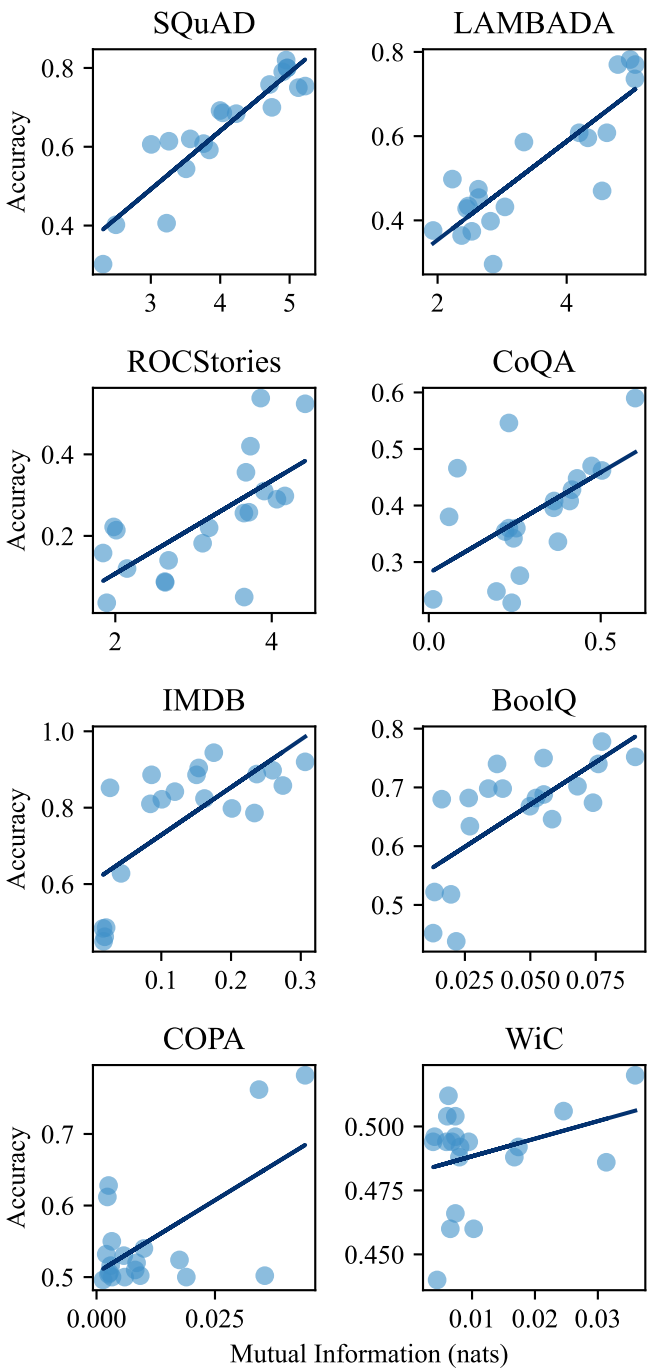 SQuAD
LAMBADA
Accuracy
0.8
0.6
0.4
3 4 5
0.8
0.6
0.4
2 4
ROCStories
CoQA
Accuracy
0.4
0.2
2 4
0.6
0.5
0.4
0.3
0.0 0.5
IMDB
BoolQ
Accuracy
1.0
0.8
0.6
0.1 0.2 0.3
0.8
0.7
0.6
0.5
0.025 0.050 0.075
COPA
WiC
Accuracy
0.7
0.6
0.5
0.000 0.025
0.500
0.475
0.450
0.01 0.02 0.03
Mutual Information (nats)